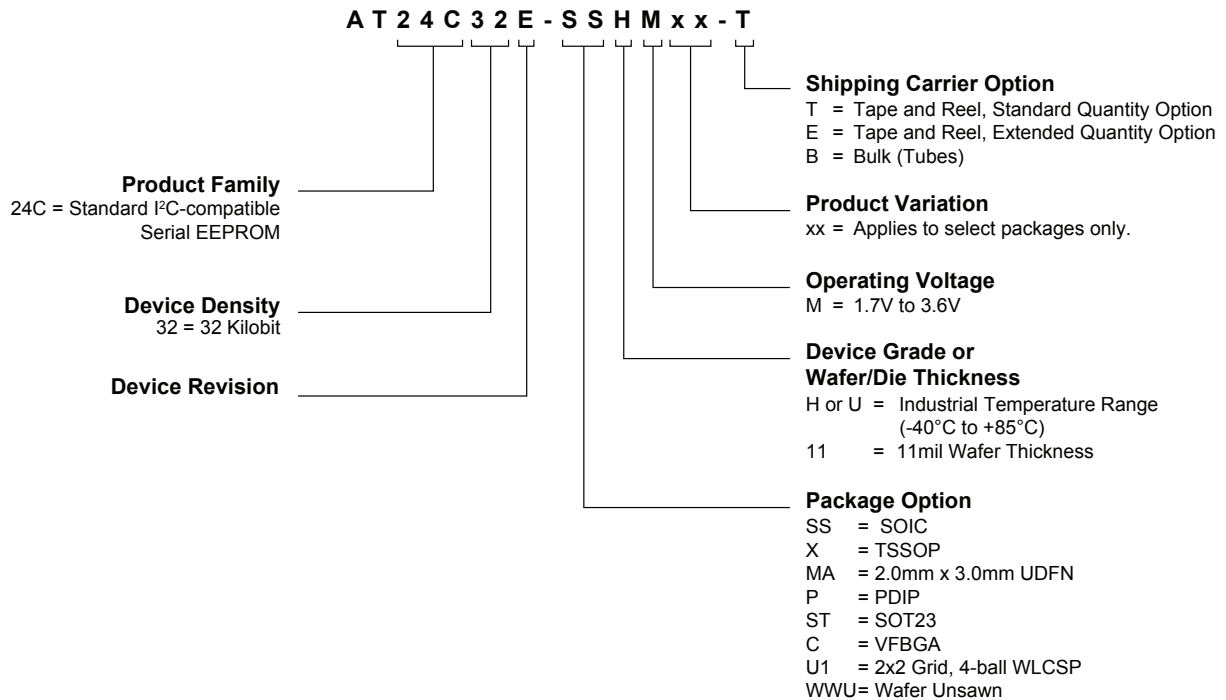 AT24C32E-SSHMxx-T
Shipping Carrier Option
T = Tape and Reel, Standard Quantity Option
E = Tape and Reel, Extended Quantity Option
B = Bulk (Tubes)
Product Family
24C = Standard I²C-compatible
Serial EEPROM
Product Variation
xx = Applies to select packages only.
Operating Voltage
M = 1.7V to 3.6V
Device Density
32 = 32 Kilobit
Device Grade or
Wafer/Die Thickness
H or U = Industrial Temperature Range
(-40°C to +85°C)
11 = 11mil Wafer Thickness
Device Revision
Package Option
SS = SOIC
X = TSSOP
MA = 2.0mm x 3.0mm UDFN
P = PDIP
ST = SOT23
C = VFBGA
U1 = 2x2 Grid, 4-ball WLCSP
WWU= Wafer Unsawn